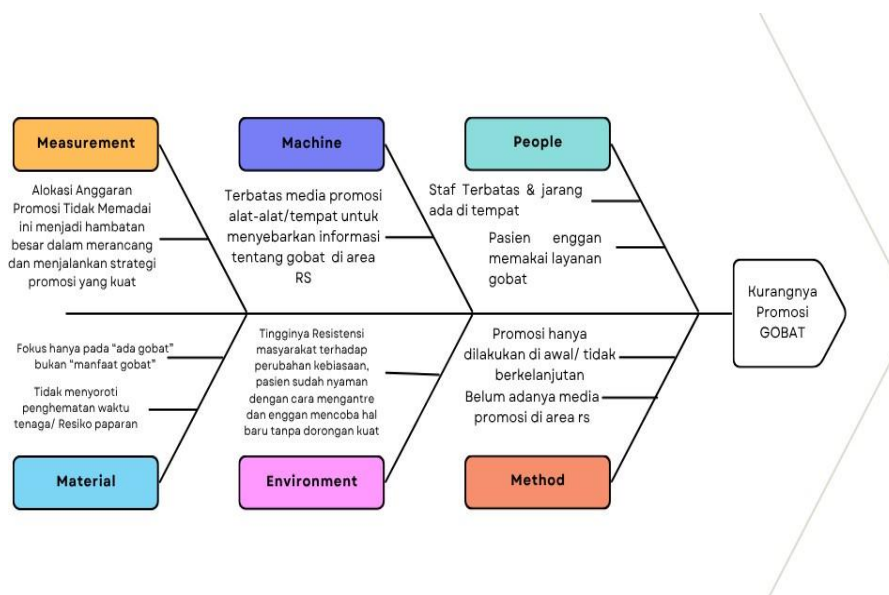 Measurement
Alokasi Anggaran
Promosi Tidak Memadai
ini menjadi hambatan
besar dalam merancang
dan menjalankan strategi
promosi yang kuat
Machine
Terbatas media promosi
alat-alat/tempat untuk
menyebarkan informasi
tentang gobat di area
RS
People
Staf Terbatas & jarang
ada di tempat
Pasien enggan
memakai layanan
gobat
Kurangnya
Promosi
GOBAT
Fokus hanya pada “ada gobat”
bukan “manfaat gobat”
Tidak menyoroti
penghematan waktu
tenaga/ Resiko paparan
Material
Tingginya Resistensi
masyarakat terhadap
perubahan kebiasaan,
pasien sudah nyaman
dengan cara mengantre
dan enggan mencoba hal
baru tanpa dorongan kuat
Environment
Promosi hanya
dilakukan di awal/ tidak
berkelanjutan
Belum adanya media
promosi di area rs
Method